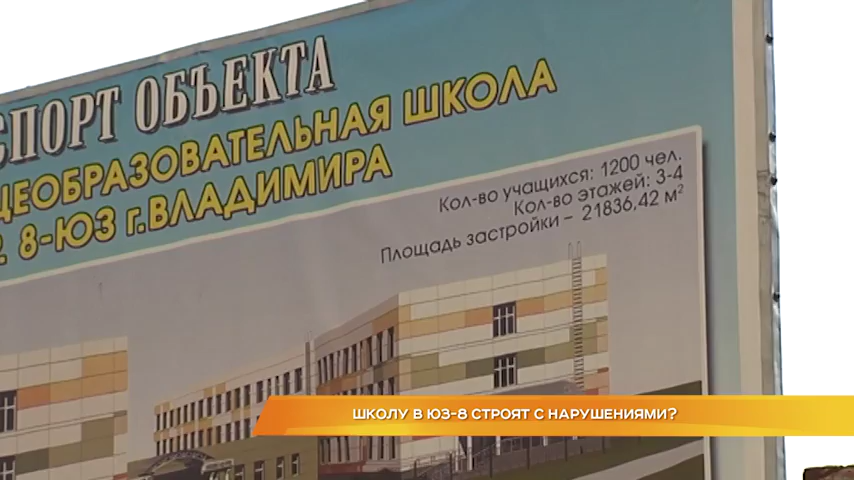 СПОРТ ОБЪЕКТА
ЩЕОБРАЗОВАТЕЛЬНАЯ ШКОЛА
Р. 8-ЮЗ г.ВЛАДИМИРА
Кол-во учащихся: 1200 чел.
Кол-во этажей: 3-4
Площадь застройки – 21836,42 м²
ШКОЛУ В ЮЗ-8 СТРОЯТ С НАРУШЕНИЯМИ?